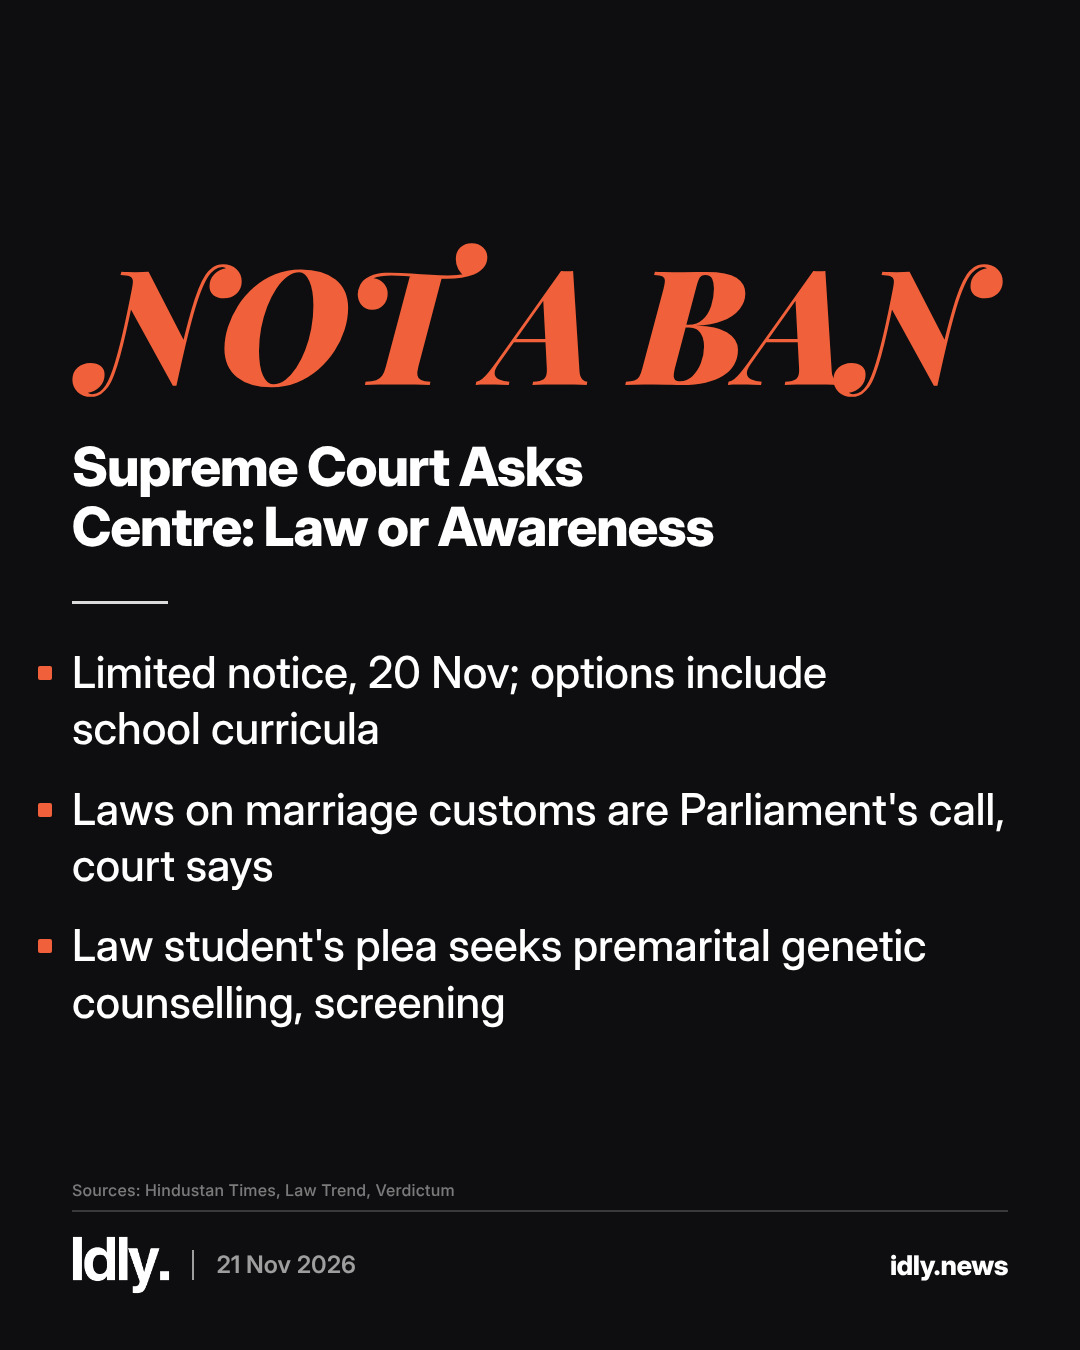 NOT A BAN
Supreme Court Asks
Centre: Law or Awareness
Limited notice, 20 Nov; options include
school curricula
Laws on marriage customs are Parliament's call,
court says
Law student's plea seeks premarital genetic
counselling, screening
Sources: Hindustan Times, Law Trend, Verdictum
Idly. | 21 Nov 2026
idly.news